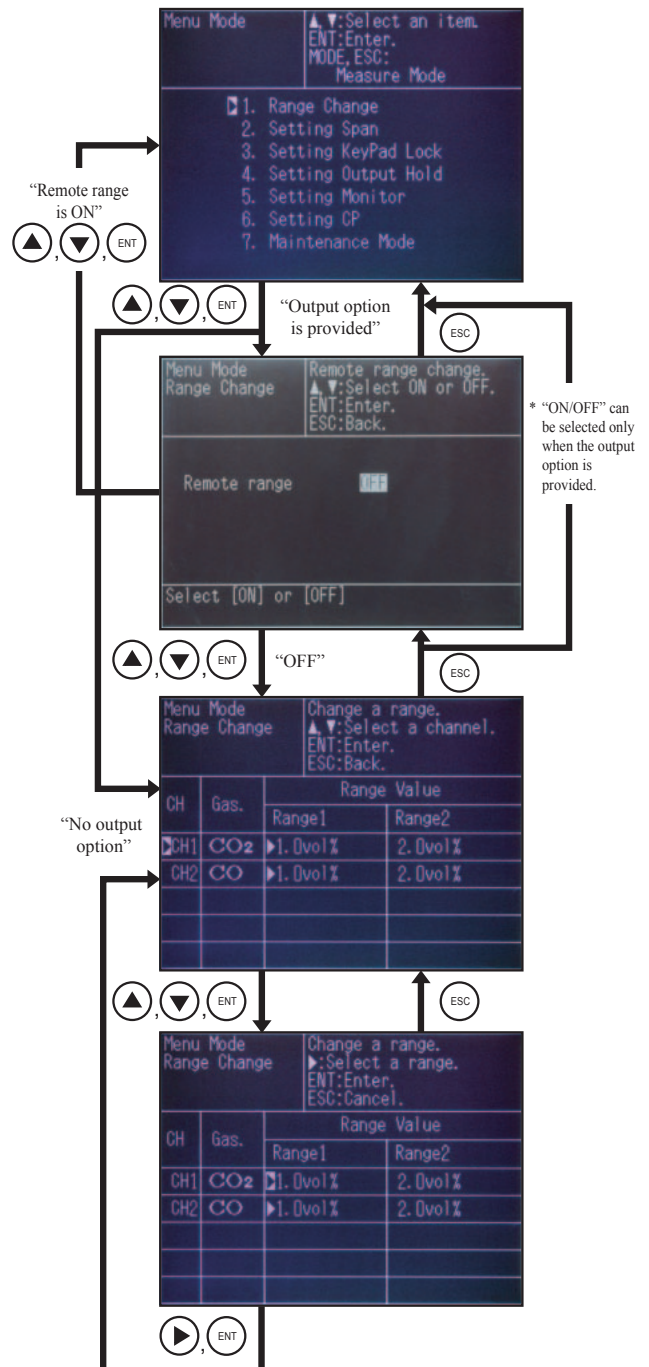 Menu Mode
▲,▼:Select an item.
ENT:Enter.
MODE,ESC:
Measure Mode
1. Range Change
2. Setting Span
3. Setting KeyPad Lock
4. Setting Output Hold
5. Setting Monitor
6. Setting CP
7. Maintenance Mode
“Remote range
is ON”
▲, ▼, ENT
▲, ▼, ENT
“Output option
is provided”
ESC
Menu Mode
Range Change
Remote range change.
▲,▼:Select ON or OFF.
ENT:Enter.
ESC:Back.
Remote range OFF
Select [ON] or [OFF]
* “ON/OFF” can
be selected only
when the output
option is
provided.
▲, ▼, ENT
“OFF”
ESC
Menu Mode
Range Change
Change a range.
▲,▼:Select a channel.
ENT:Enter.
ESC:Back.
CH Gas. Range Value
Range1 Range2
CH1 CO2 ▶1.0vol% 2.0vol%
CH2 CO ▶1.0vol% 2.0vol%
“No output
option”
▲, ▼, ENT
ESC
Menu Mode
Range Change
Change a range.
▶:Select a range.
ENT:Enter.
ESC:Cancel.
CH Gas. Range Value
Range1 Range2
CH1 CO2 ▶1.0vol% 2.0vol%
CH2 CO ▶1.0vol% 2.0vol%
▶, ENT